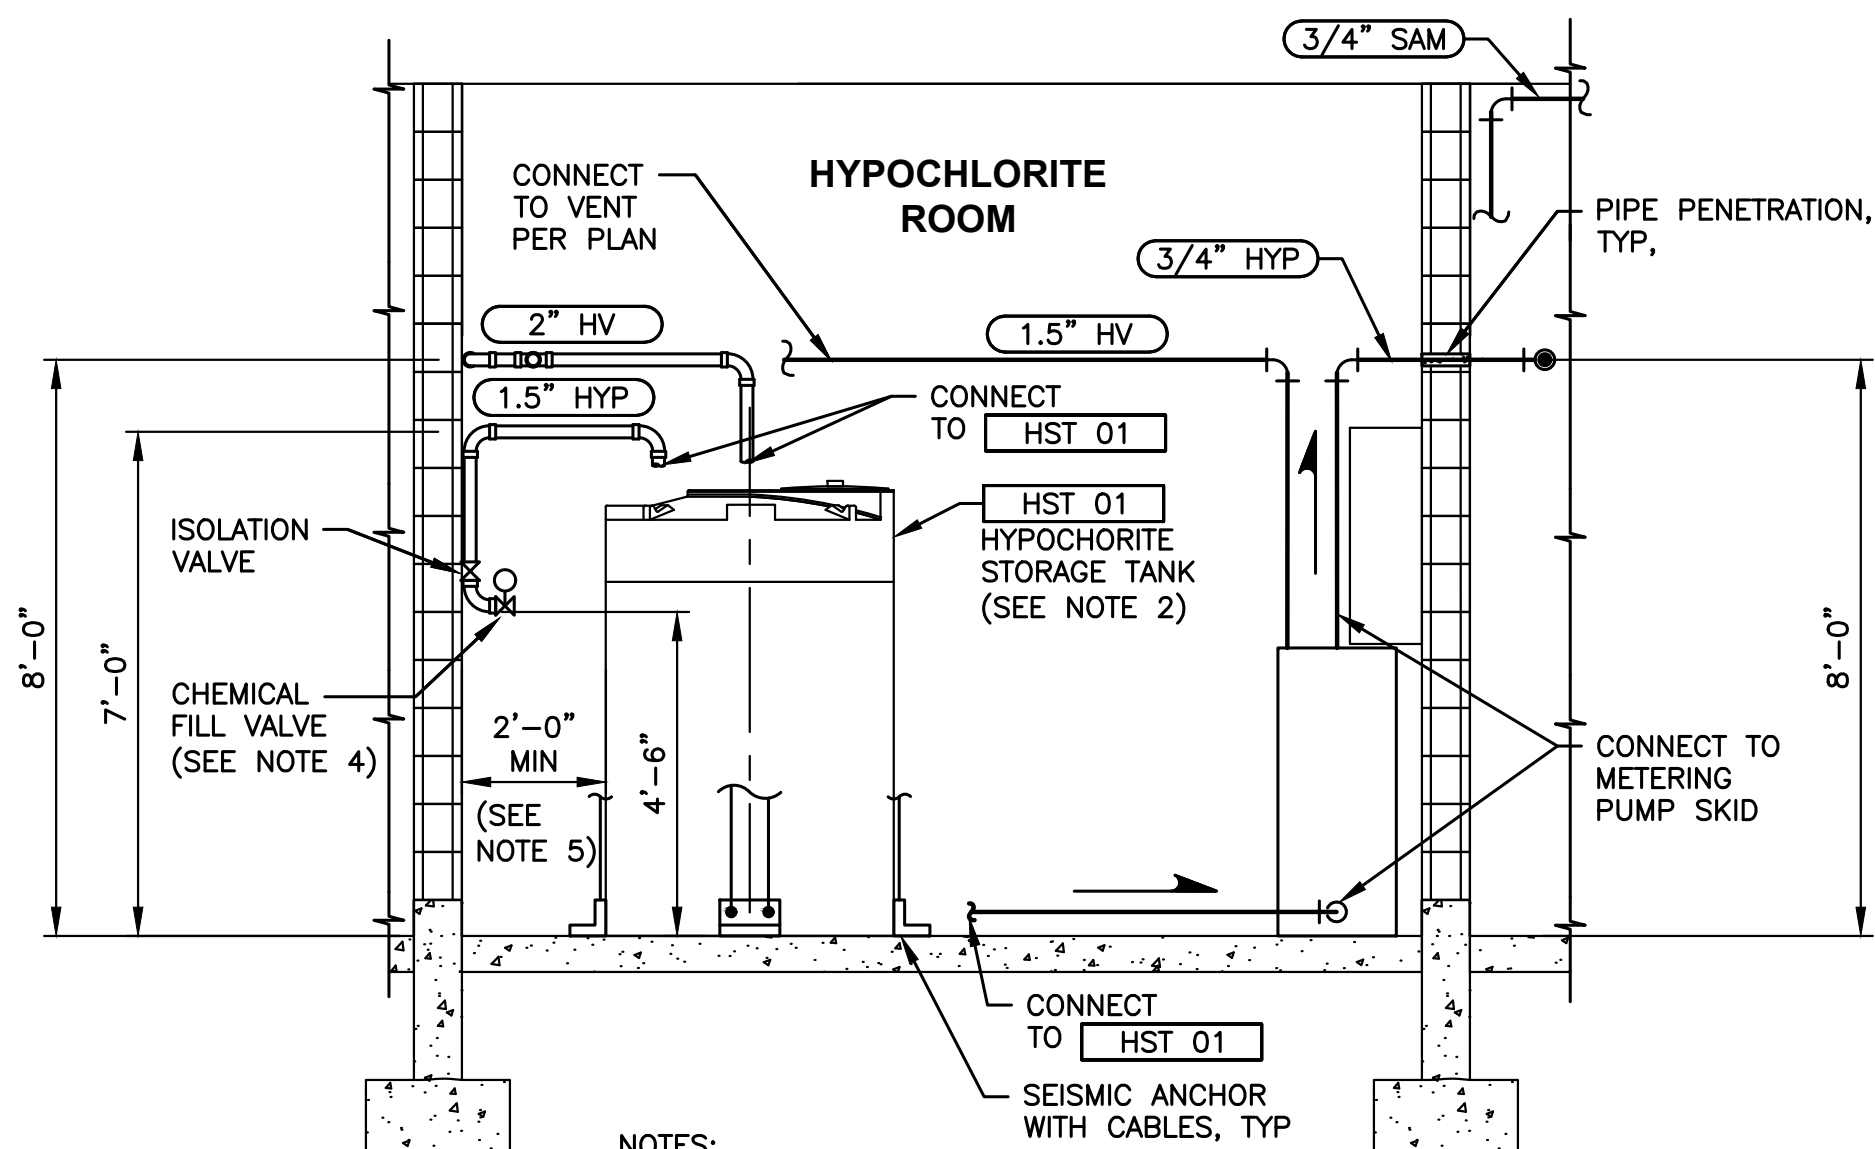 3/4" SAM
CONNECT
TO VENT
PER PLAN
HYPOCHLORITE
ROOM
PIPE PENETRATION,
TYP,
3/4" HYP
2" HV
1.5" HV
1.5" HYP
CONNECT
TO HST 01
HST 01
HYPOCHORITE
STORAGE TANK
(SEE NOTE 2)
ISOLATION
VALVE
8'-0"
7'-0"
CHEMICAL
FILL VALVE
(SEE NOTE 4)
2'-0"
MIN
(SEE
NOTE 5)
4'-6"
8'-0"
CONNECT TO
METERING
PUMP SKID
CONNECT
TO HST 01
SEISMIC ANCHOR
WITH CABLES, TYP
NOTES: